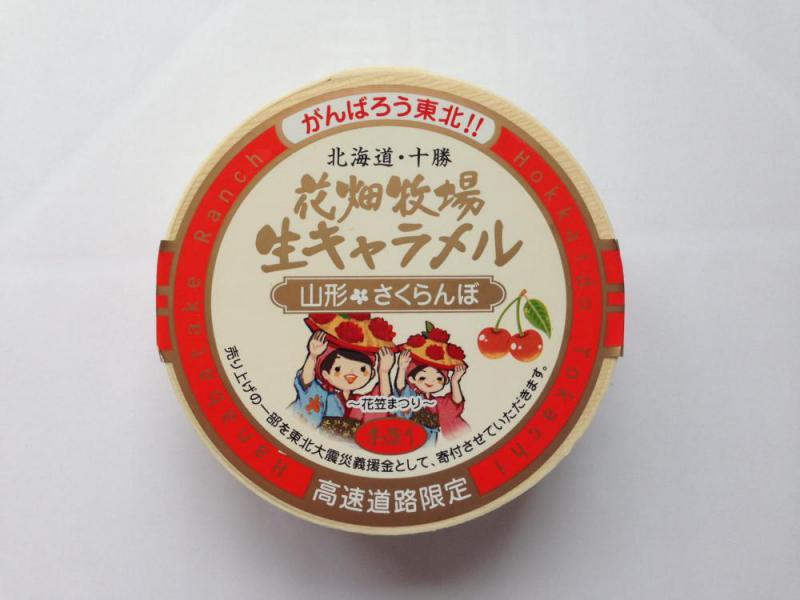 がんばろう東北!!
北海道・十勝
花畑牧場
生キャラメル
山形 さくらんぼ
～花笠まつり～
手造り
売り上げの一部を東北大震災義援金として、寄付させていただきます。
高速道路限定
Hanabatake Ranch
Hokkaido Tokachi